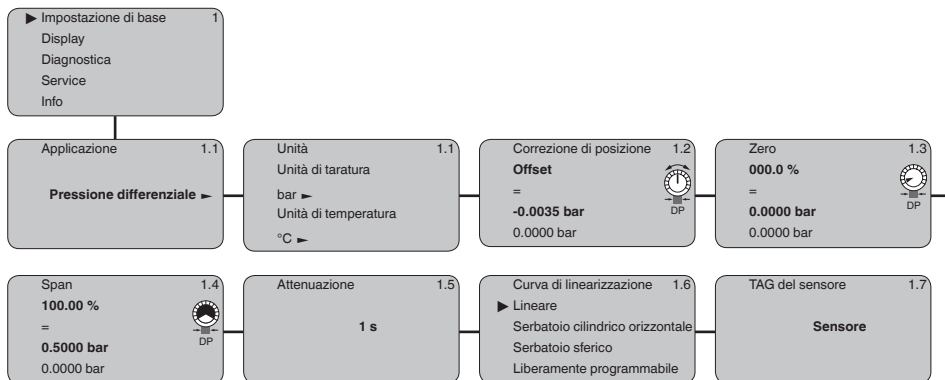 ▶ Impostazione di base 1
Display
Diagnostica
Service
Info
Applicazione 1.1
Pressione differenziale ►
Unità 1.1
Unità di taratura
bar ►
Unità di temperatura
°C ►
Correzione di posizione 1.2
Offset
=
-0.0035 bar
0.0000 bar
DP
Zero 1.3
000.0 %
=
0.0000 bar
0.0000 bar
DP
Span 1.4
100.00 %
=
0.5000 bar
0.0000 bar
DP
Attenuazione 1.5
1 s
Curva di linearizzazione 1.6
▶ Lineare
Serbatoio cilindrico orizzontale
Serbatoio sferico
Liberamente programmabile
TAG del sensore 1.7
Sensore